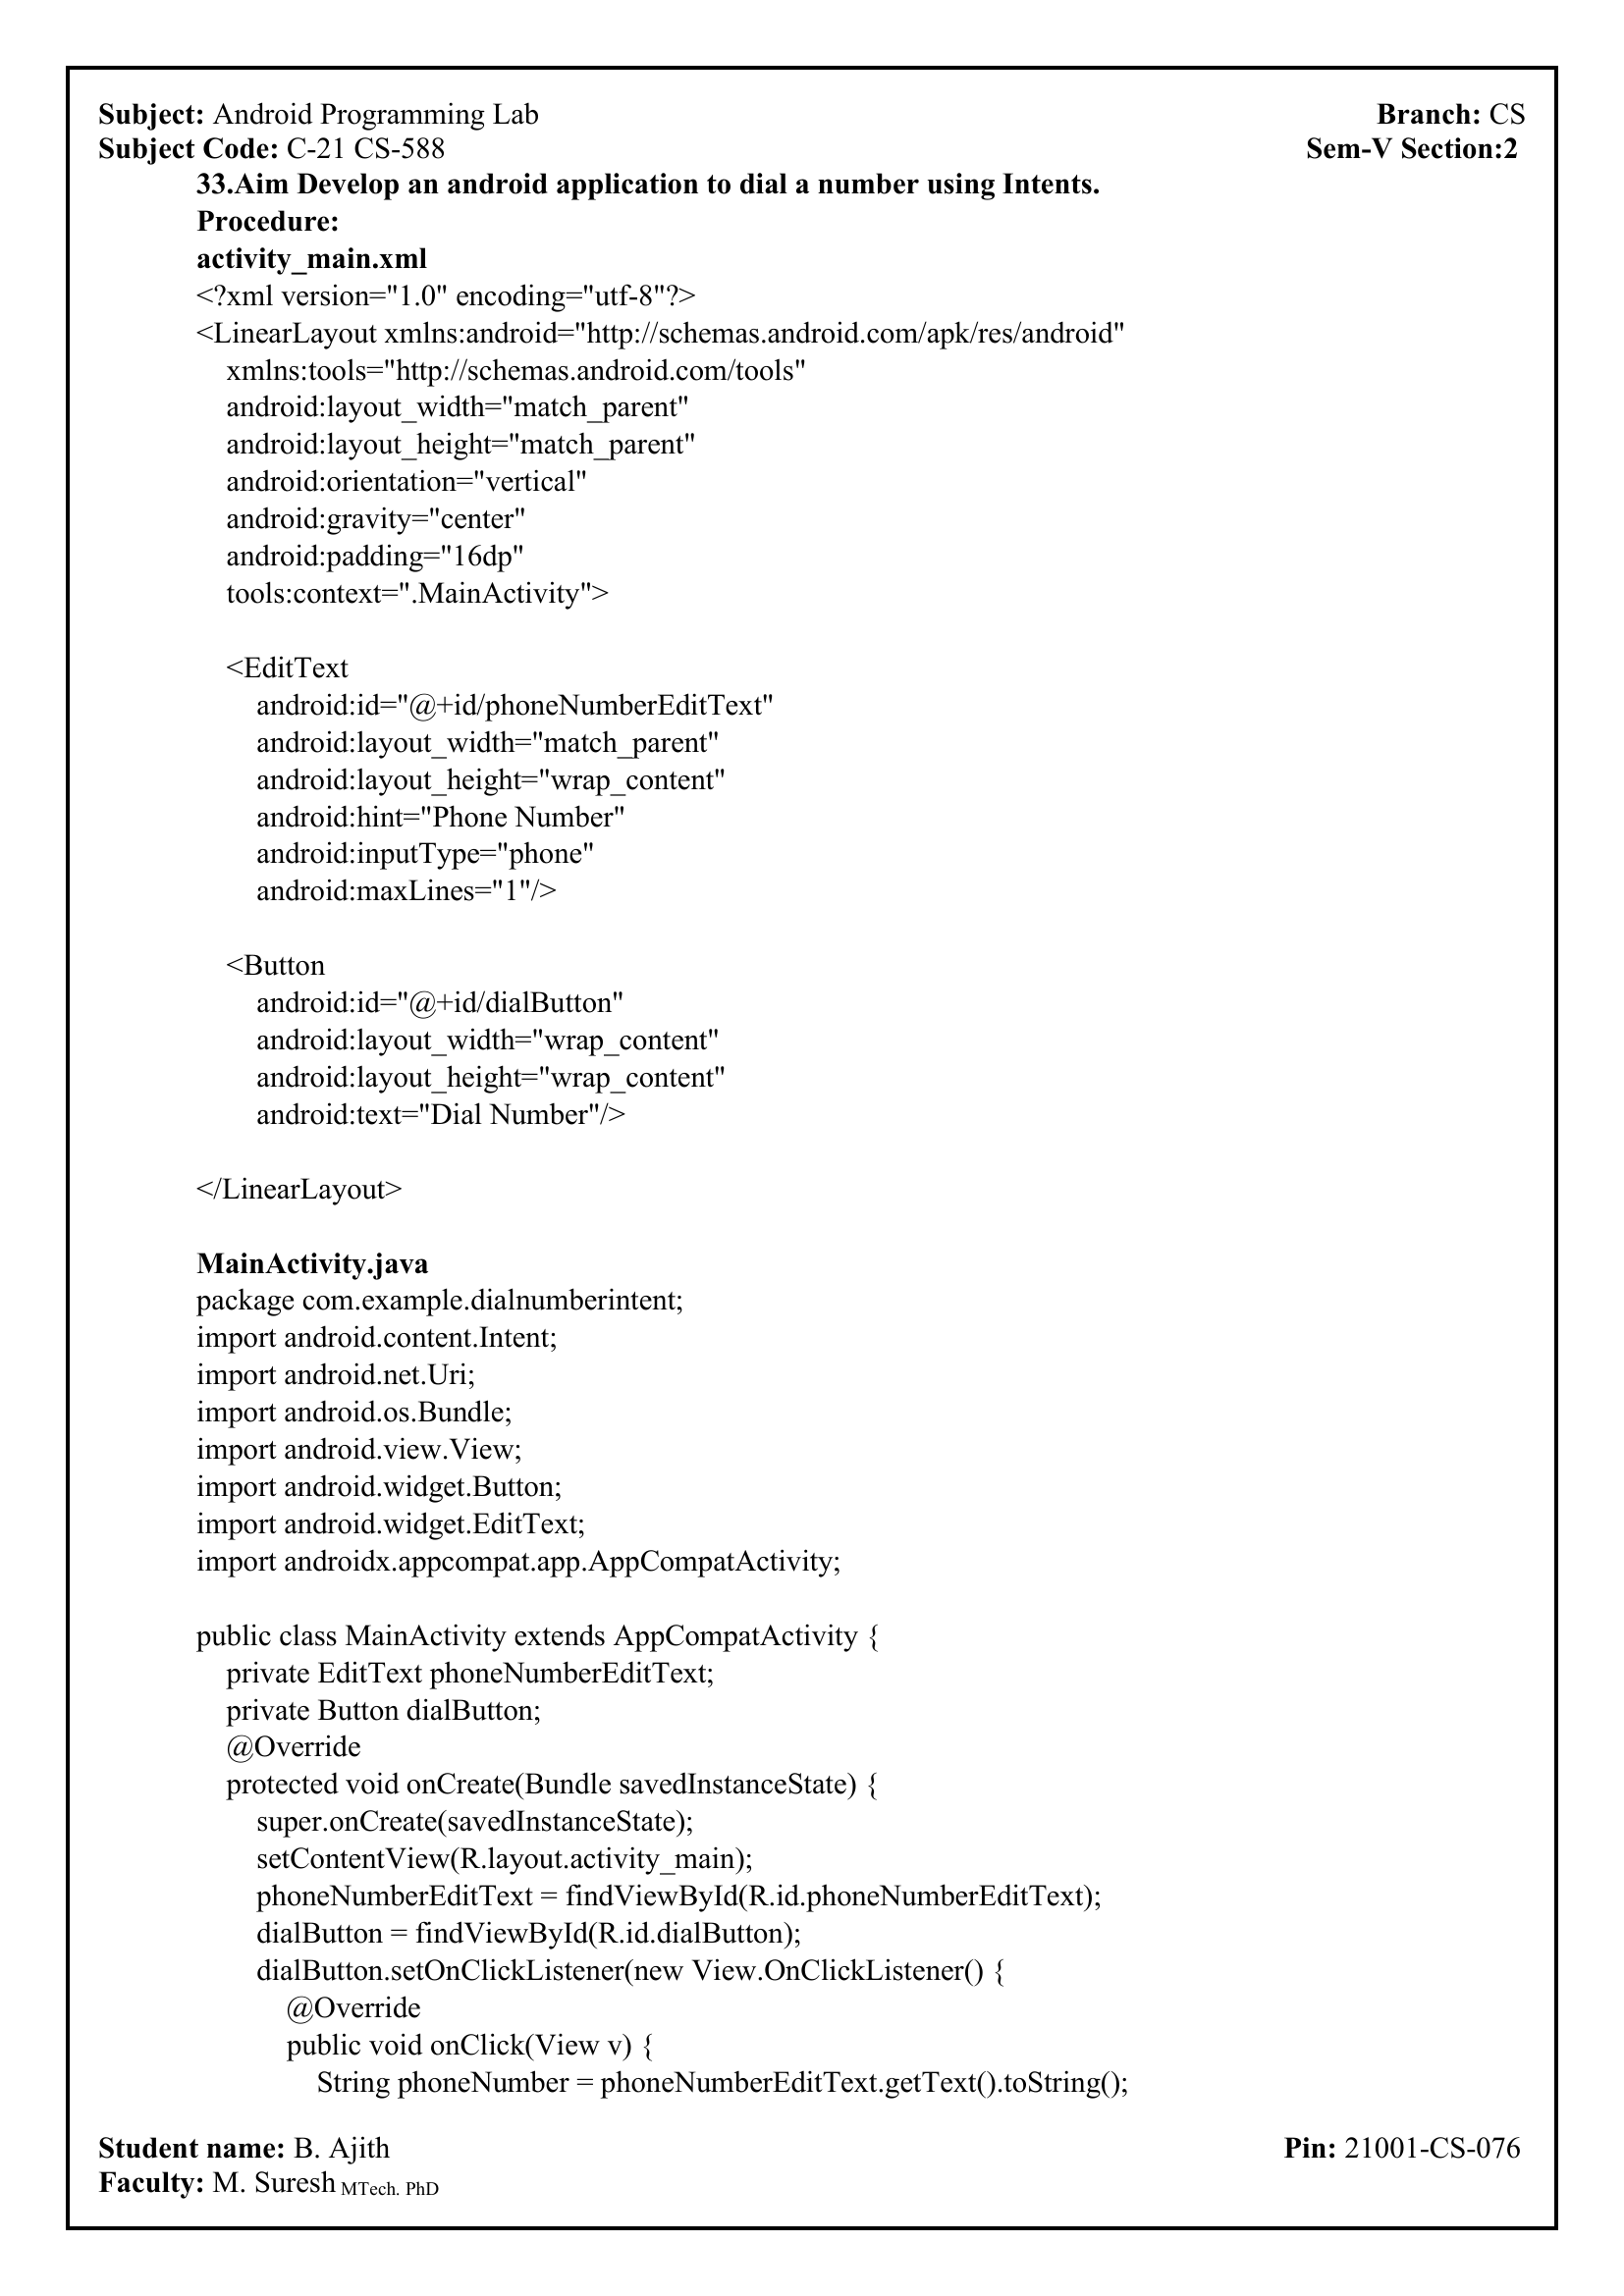 Subject: Android Programming Lab Branch: CS
Subject Code: C-21 CS-588 Sem-V Section:2
33.Aim Develop an android application to dial a number using Intents.
Procedure:
activity_main.xml
<?xml version="1.0" encoding="utf-8"?>
<LinearLayout xmlns:android="http://schemas.android.com/apk/res/android"
    xmlns:tools="http://schemas.android.com/tools"
    android:layout_width="match_parent"
    android:layout_height="match_parent"
    android:orientation="vertical"
    android:gravity="center"
    android:padding="16dp"
    tools:context=".MainActivity">

    <EditText
        android:id="@+id/phoneNumberEditText"
        android:layout_width="match_parent"
        android:layout_height="wrap_content"
        android:hint="Phone Number"
        android:inputType="phone"
        android:maxLines="1"/>

    <Button
        android:id="@+id/dialButton"
        android:layout_width="wrap_content"
        android:layout_height="wrap_content"
        android:text="Dial Number"/>

</LinearLayout>

MainActivity.java
package com.example.dialnumberintent;
import android.content.Intent;
import android.net.Uri;
import android.os.Bundle;
import android.view.View;
import android.widget.Button;
import android.widget.EditText;
import androidx.appcompat.app.AppCompatActivity;

public class MainActivity extends AppCompatActivity {
    private EditText phoneNumberEditText;
    private Button dialButton;
    @Override
    protected void onCreate(Bundle savedInstanceState) {
        super.onCreate(savedInstanceState);
        setContentView(R.layout.activity_main);
        phoneNumberEditText = findViewById(R.id.phoneNumberEditText);
        dialButton = findViewById(R.id.dialButton);
        dialButton.setOnClickListener(new View.OnClickListener() {
            @Override
            public void onClick(View v) {
                String phoneNumber = phoneNumberEditText.getText().toString();
Student name: B. Ajith Pin: 21001-CS-076
Faculty: M. Suresh MTech. PhD